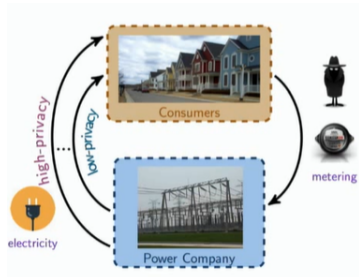 Consumers
high-privacy
...
low-privacy
metering
electricity
Power Company